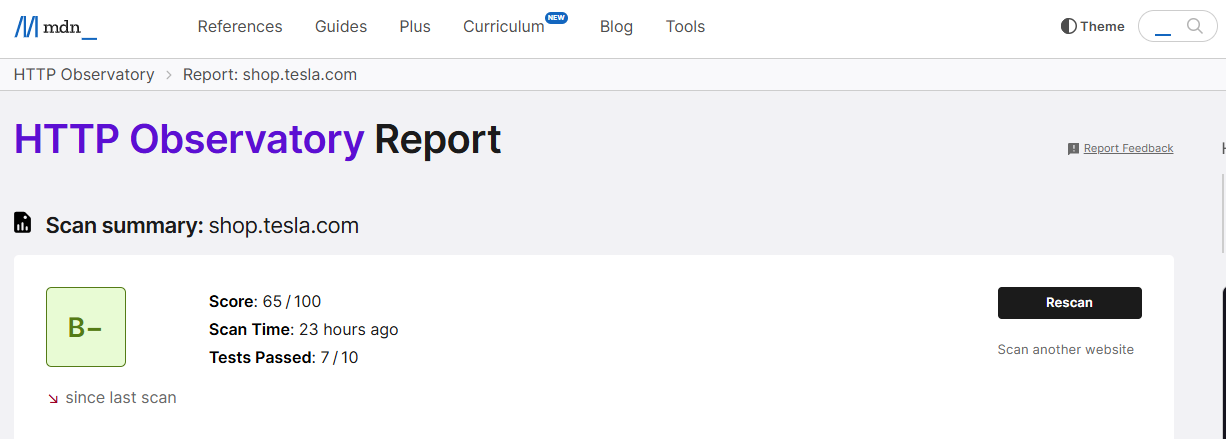 mdn_
References Guides Plus Curriculum NEW Blog Tools
Theme
HTTP Observatory > Report: shop.tesla.com
HTTP Observatory Report
Report Feedback
Scan summary: shop.tesla.com
B−
Score: 65 / 100
Scan Time: 23 hours ago
Tests Passed: 7 / 10
Rescan
Scan another website
↘ since last scan